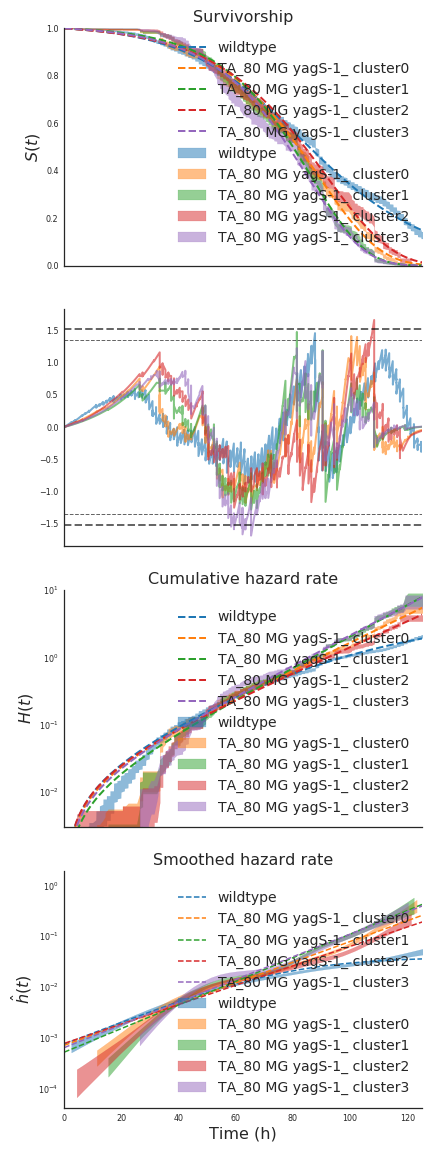 Survivorship
1.0
0.8
0.6
0.4
0.2
0.0
S(t)
wildtype
TA_80 MG yagS-1_ cluster0
TA_80 MG yagS-1_ cluster1
TA_80 MG yagS-1_ cluster2
TA_80 MG yagS-1_ cluster3
wildtype
TA_80 MG yagS-1_ cluster0
TA_80 MG yagS-1_ cluster1
TA_80 MG yagS-1_ cluster2
TA_80 MG yagS-1_ cluster3
1.5
1.0
0.5
0.0
−0.5
−1.0
−1.5
Cumulative hazard rate
10¹
10⁰
10⁻¹
10⁻²
H(t)
wildtype
TA_80 MG yagS-1_ cluster0
TA_80 MG yagS-1_ cluster1
TA_80 MG yagS-1_ cluster2
TA_80 MG yagS-1_ cluster3
wildtype
TA_80 MG yagS-1_ cluster0
TA_80 MG yagS-1_ cluster1
TA_80 MG yagS-1_ cluster2
TA_80 MG yagS-1_ cluster3
Smoothed hazard rate
10⁰
10⁻¹
10⁻²
10⁻³
10⁻⁴
ĥ(t)
wildtype
TA_80 MG yagS-1_ cluster0
TA_80 MG yagS-1_ cluster1
TA_80 MG yagS-1_ cluster2
TA_80 MG yagS-1_ cluster3
wildtype
TA_80 MG yagS-1_ cluster0
TA_80 MG yagS-1_ cluster1
TA_80 MG yagS-1_ cluster2
TA_80 MG yagS-1_ cluster3
0 20 40 60 80 100 120
Time (h)